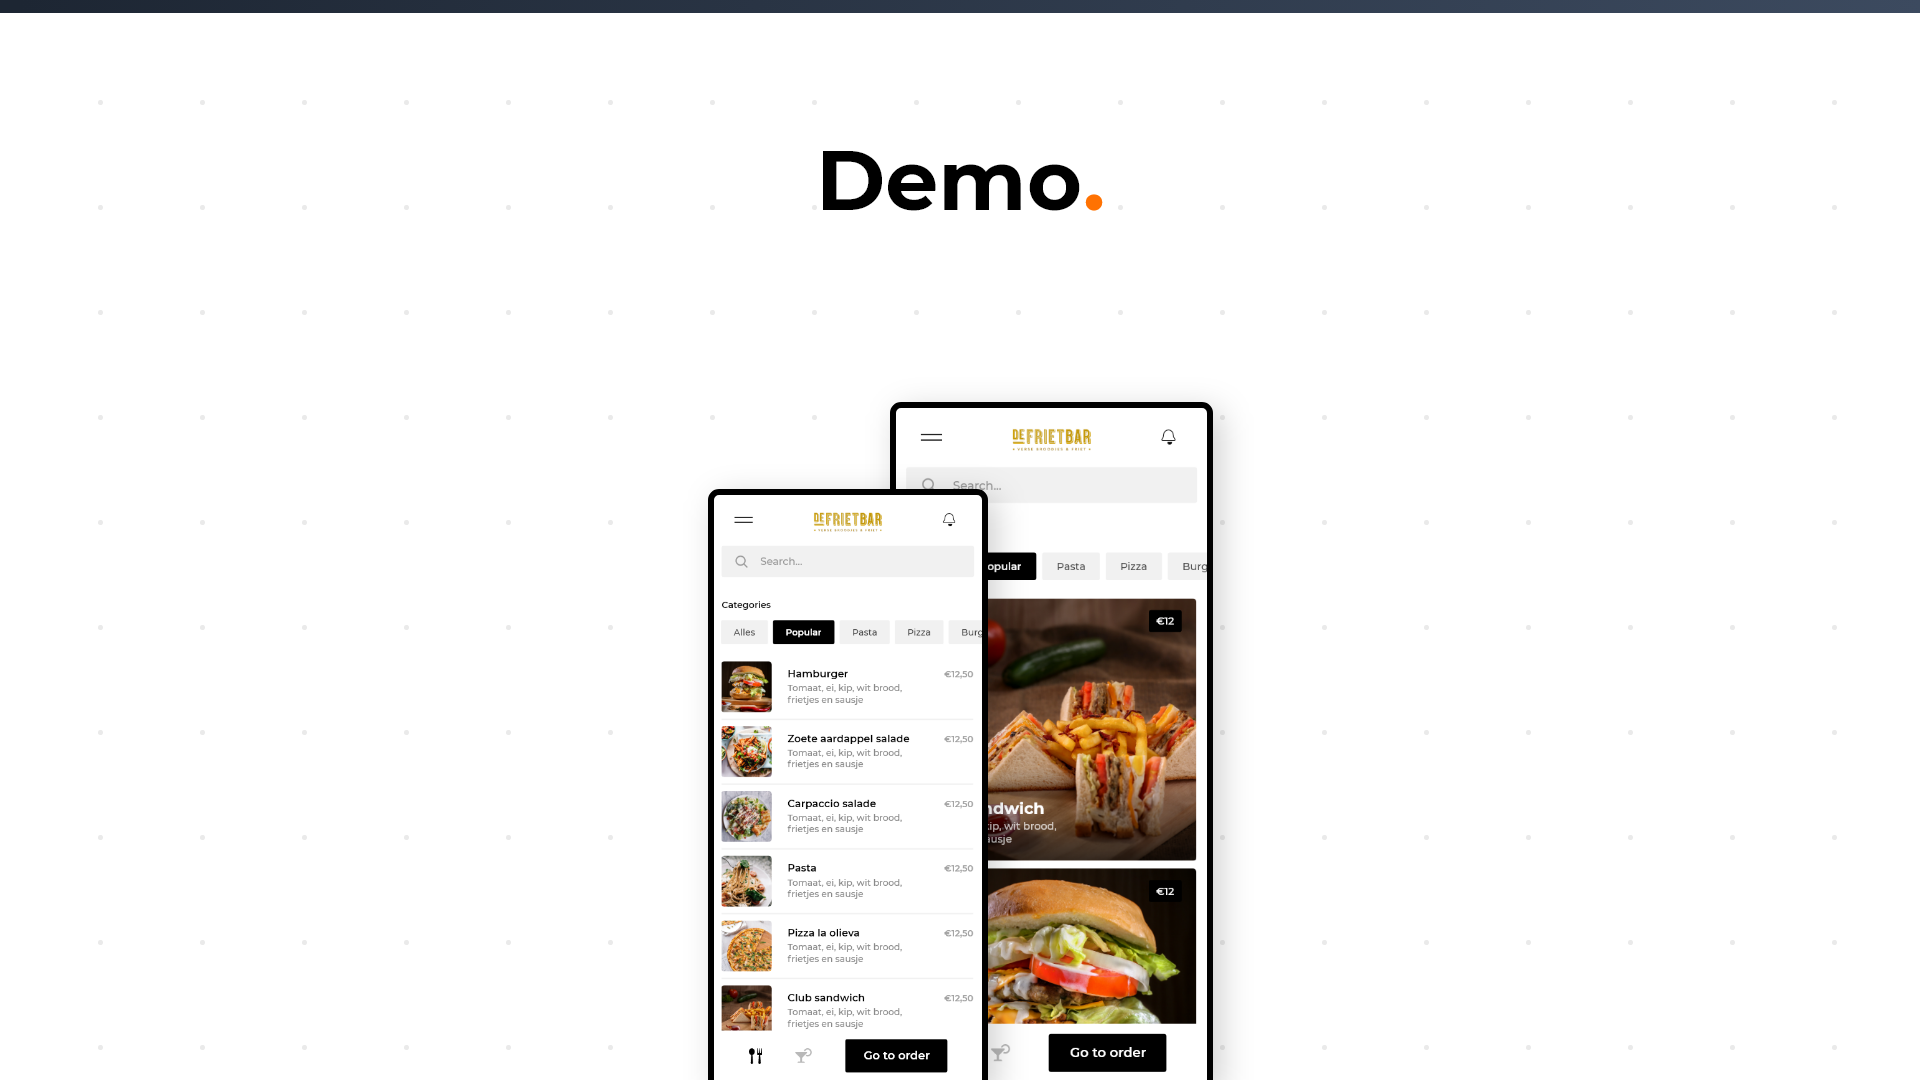 Demo.
DEFRIETBAR
Search...
opular
Pasta
Pizza
Burg
€12
ndwich
kip, wit brood,
ausje
€12
Go to order
DEFRIETBAR
Search...
Categories
Alles
Popular
Pasta
Pizza
Burg
Hamburger
€12,50
Tomaat, ei, kip, wit brood,
frietjes en sausje
Zoete aardappel salade
€12,50
Tomaat, ei, kip, wit brood,
frietjes en sausje
Carpaccio salade
€12,50
Tomaat, ei, kip, wit brood,
frietjes en sausje
Pasta
€12,50
Tomaat, ei, kip, wit brood,
frietjes en sausje
Pizza la olieva
€12,50
Tomaat, ei, kip, wit brood,
frietjes en sausje
Club sandwich
€12,50
Tomaat, ei, kip, wit brood,
frietjes en sausje
Go to order